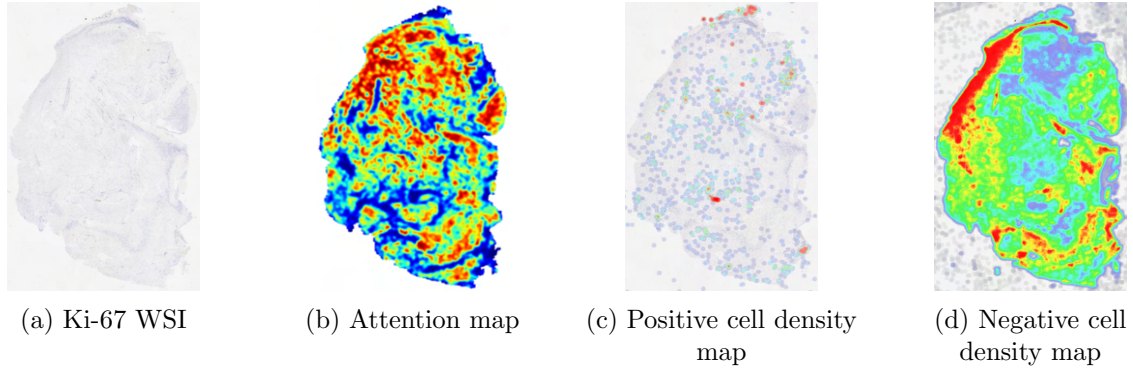 (a) Ki-67 WSI
(b) Attention map
(c) Positive cell density
map
(d) Negative cell
density map